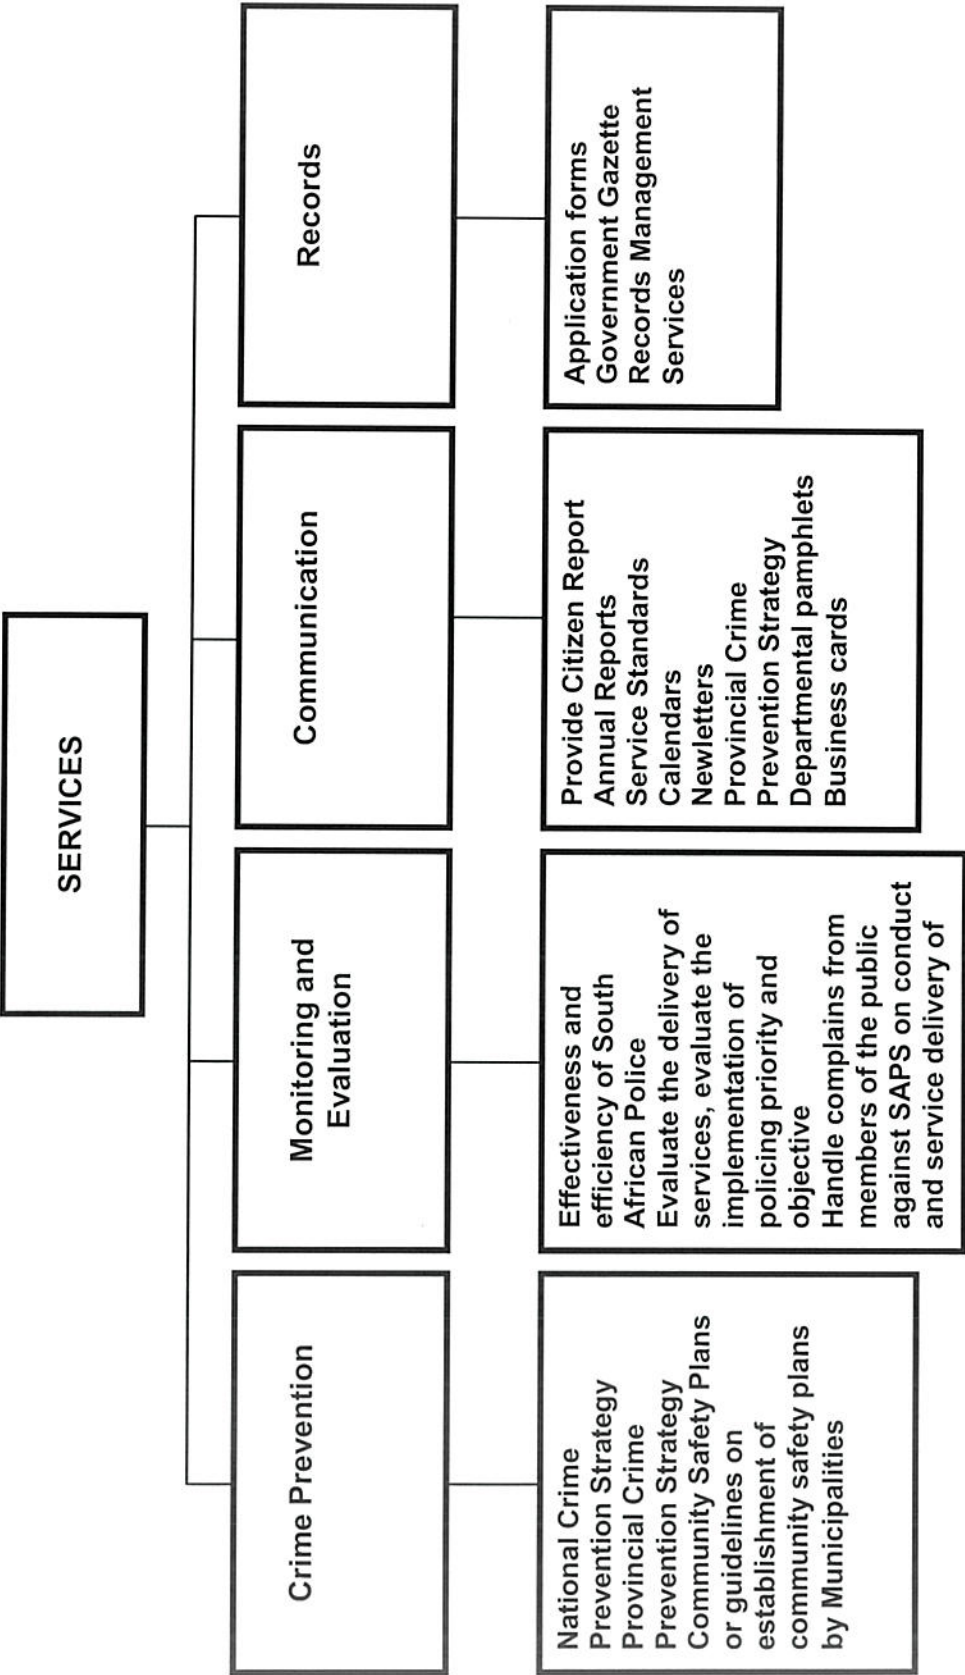 SERVICES
Crime Prevention
Monitoring and
Evaluation
Communication
Records
National Crime
Prevention Strategy
Provincial Crime
Prevention Strategy
Community Safety Plans
or guidelines on
establishment of
community safety plans
by Municipalities
Effectiveness and
efficiency of South
African Police
Evaluate the delivery of
services, evaluate the
implementation of
policing priority and
objective
Handle complains from
members of the public
against SAPS on conduct
and service delivery of
Provide Citizen Report
Annual Reports
Service Standards
Calendars
Newletters
Provincial Crime
Prevention Strategy
Departmental pamphlets
Business cards
Application forms
Government Gazette
Records Management
Services